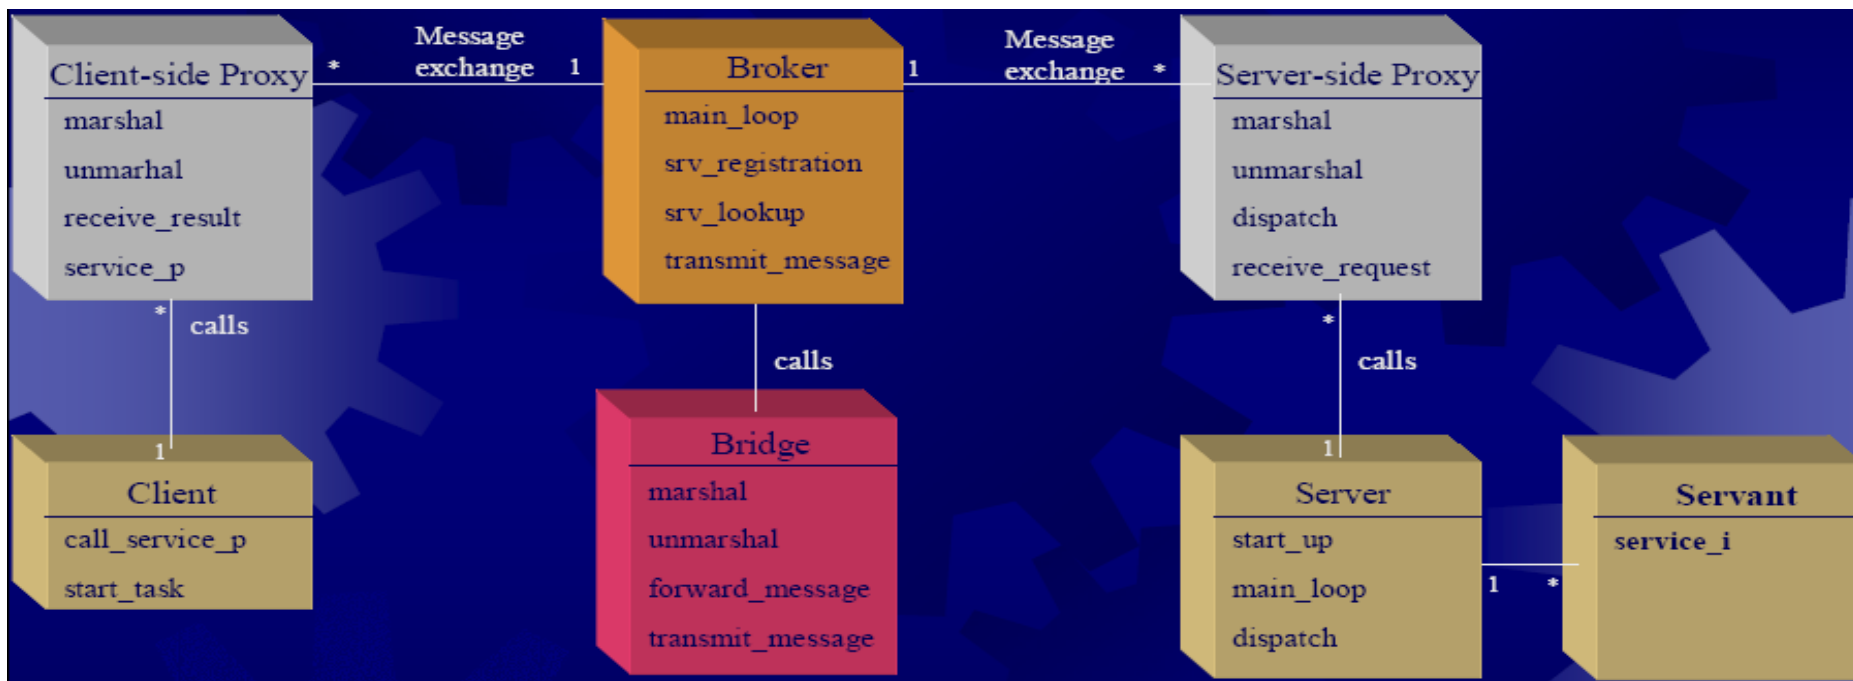 Client-side Proxy
marshal
unmarhal
receive_result
service_p
*
Message
exchange
1
Broker
main_loop
srv_registration
srv_lookup
transmit_message
1
Message
exchange
*
Server-side Proxy
marshal
unmarshal
dispatch
receive_request
*
calls
1
Client
call_service_p
start_task
calls
Bridge
marshal
unmarshal
forward_message
transmit_message
*
calls
1
Server
start_up
main_loop
dispatch
1
*
Servant
service_i